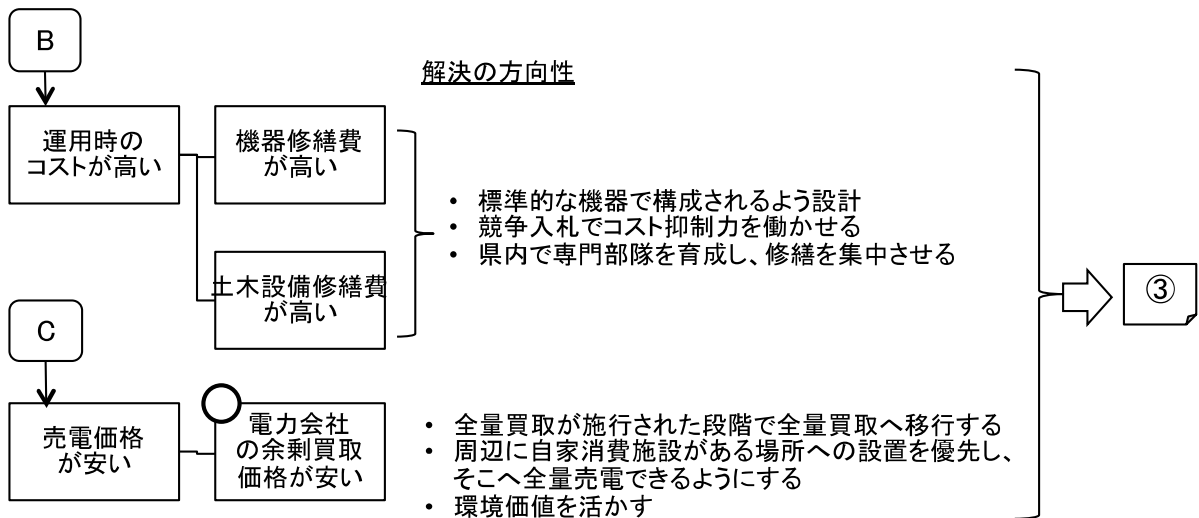 B
解決の方向性
運用時の
コストが高い
機器修繕費
が高い
• 標準的な機器で構成されるよう設計
• 競争入札でコスト抑制力を働かせる
• 県内で専門部隊を育成し、修繕を集中させる
土木設備修繕費
が高い
③
C
売電価格
が安い
電力会社
の余剰買取
価格が安い
• 全量買取が施行された段階で全量買取へ移行する
• 周辺に自家消費施設がある場所への設置を優先し、
そこへ全量売電できるようにする
• 環境価値を活かす